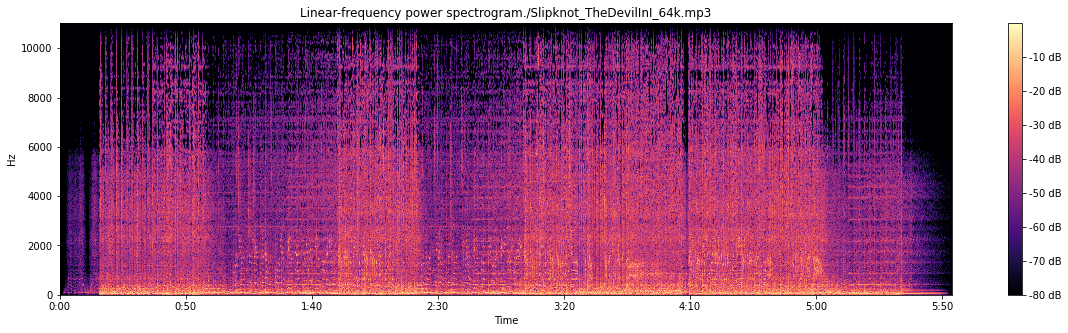 Linear-frequency power spectrogram./Slipknot_TheDevilInI_64k.mp3
10000
8000
6000
4000
2000
0
Hz
0:00 0:50 1:40 2:30 3:20 4:10 5:00 5:50
Time
-10 dB
-20 dB
-30 dB
-40 dB
-50 dB
-60 dB
-70 dB
-80 dB